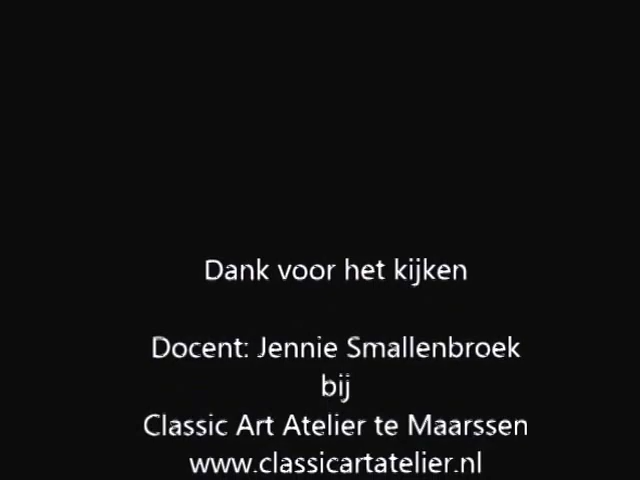 Dank voor het kijken
Docent: Jennie Smallenbroek
bij
Classic Art Atelier te Maarssen
www.classicartatelier.nl